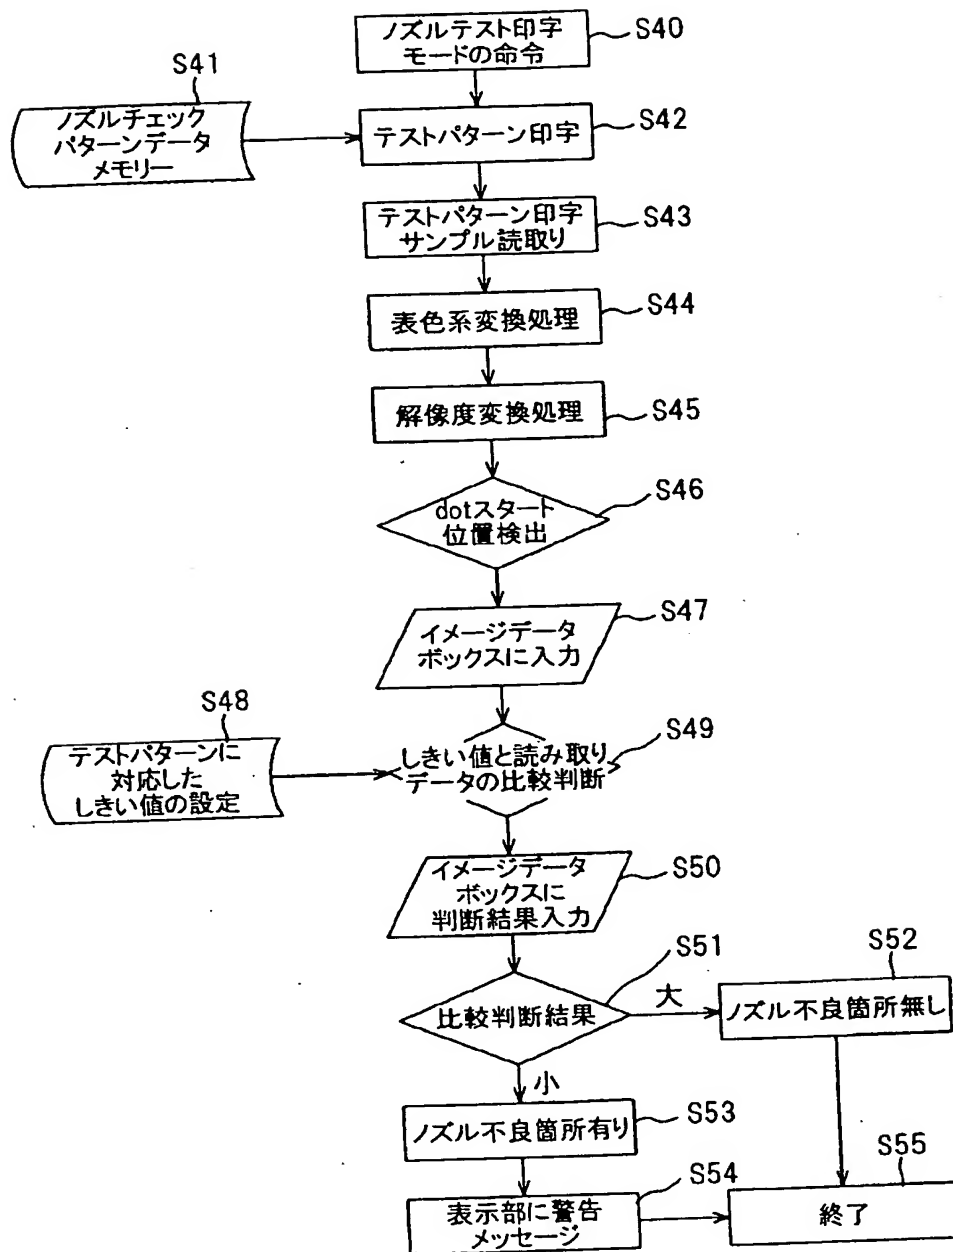 ノズルテスト印字
モードの命令
S40
S41
ノズルチェック
パターンデータ
メモリー
テストパターン印字
S42
テストパターン印字
サンプル読取り
S43
表色系変換処理
S44
解像度変換処理
S45
dotスタート
位置検出
S46
イメージデータ
ボックスに入力
S47
S48
テストパターンに
対応した
しきい値の設定
しきい値と読み取り
データの比較判断
S49
イメージデータ
ボックスに
判断結果入力
S50
比較判断結果
S51
大
S52
ノズル不良箇所無し
小
ノズル不良箇所有り
S53
表示部に警告
メッセージ
S54
S55
終了